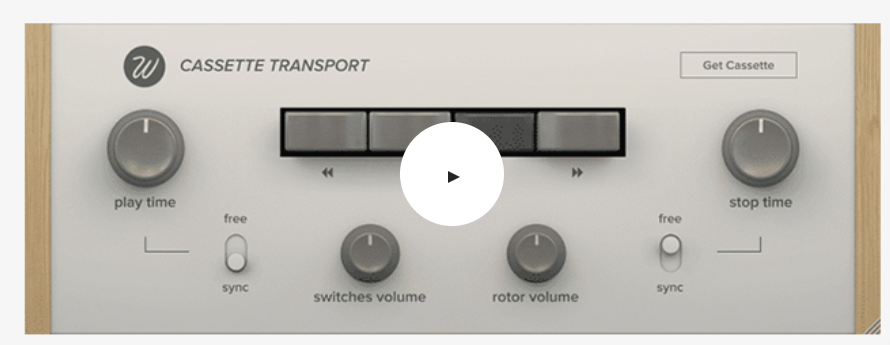 W CASSETTE TRANSPORT
Get Cassette
play time
stop time
free
free
sync
sync
switches volume
rotor volume